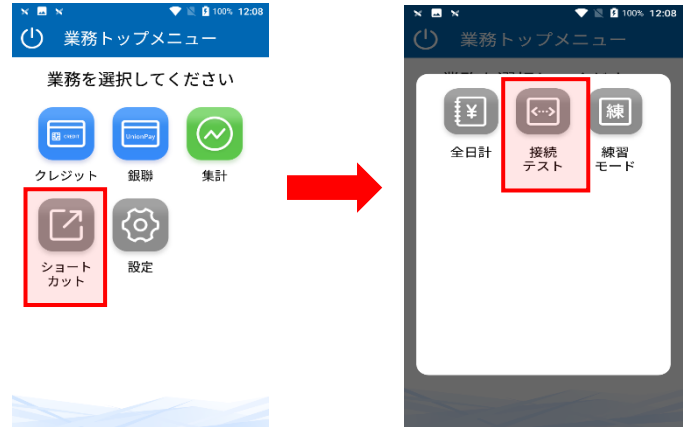 100% 12:08
業務トップメニュー
業務を選択してください
CREDIT
UnionPay
クレジット
銀聯
集計
ショート
カット
設定
100% 12:08
業務トップメニュー
¥
練
全日計
接続
テスト
練習
モード